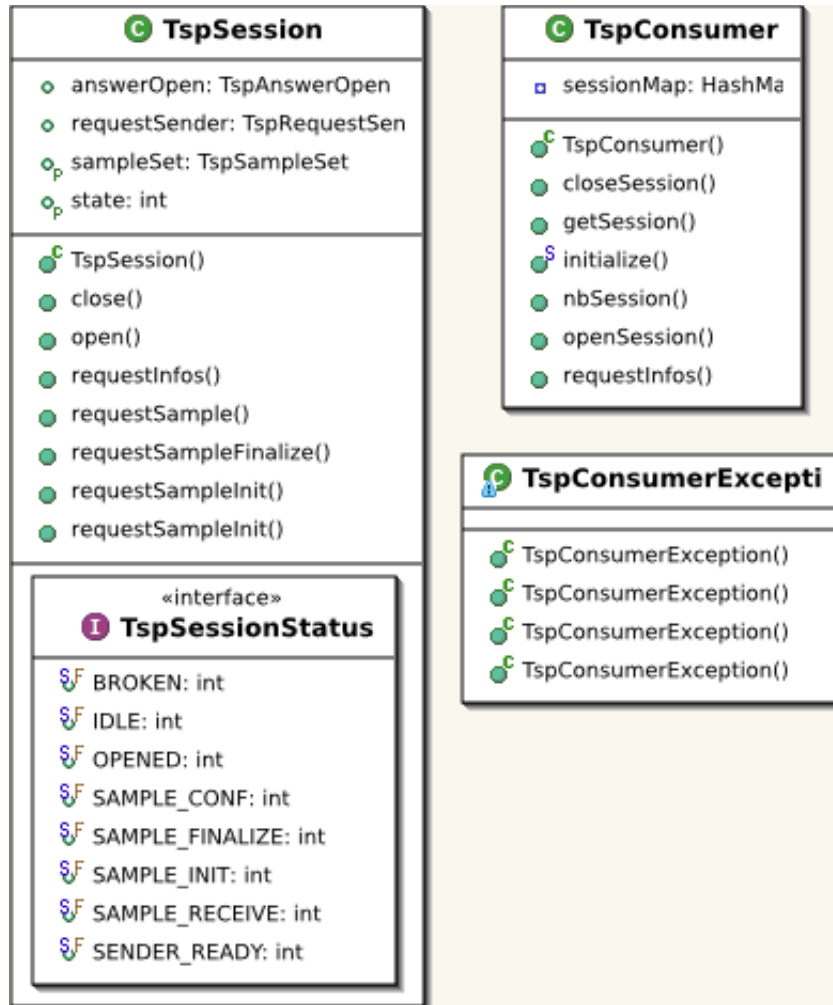 C TspSession
answerOpen: TspAnswerOpen
requestSender: TspRequestSen
P sampleSet: TspSampleSet
P state: int
C TspSession()
close()
open()
requestInfos()
requestSample()
requestSampleFinalize()
requestSampleInit()
requestSampleInit()
«interface»
I TspSessionStatus
S F BROKEN: int
S F IDLE: int
S F OPENED: int
S F SAMPLE_CONF: int
S F SAMPLE_FINALIZE: int
S F SAMPLE_INIT: int
S F SAMPLE_RECEIVE: int
S F SENDER_READY: int
C TspConsumer
sessionMap: HashMa
C TspConsumer()
closeSession()
getSession()
S initialize()
nbSession()
openSession()
requestInfos()
C TspConsumerExcepti
C TspConsumerException()
C TspConsumerException()
C TspConsumerException()
C TspConsumerException()